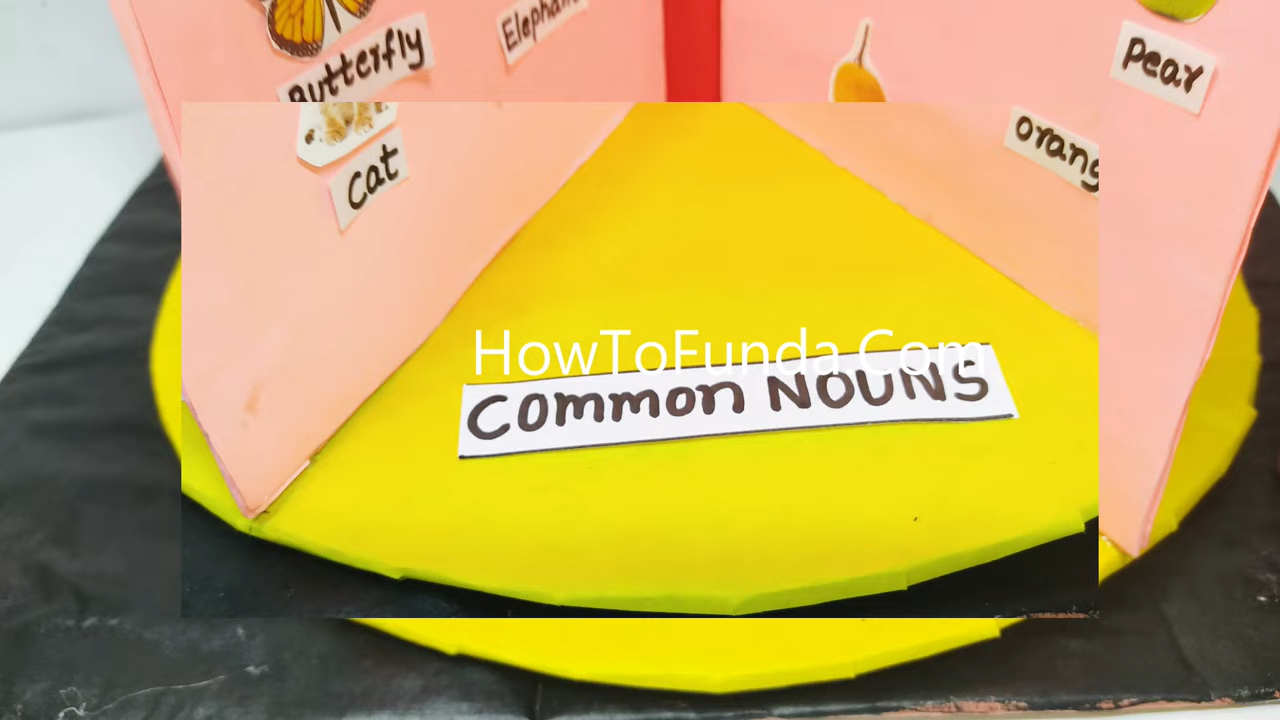 Butterfly
Elephant
Pear
cat
orang
HowToFunda.Com
Common NOUNS